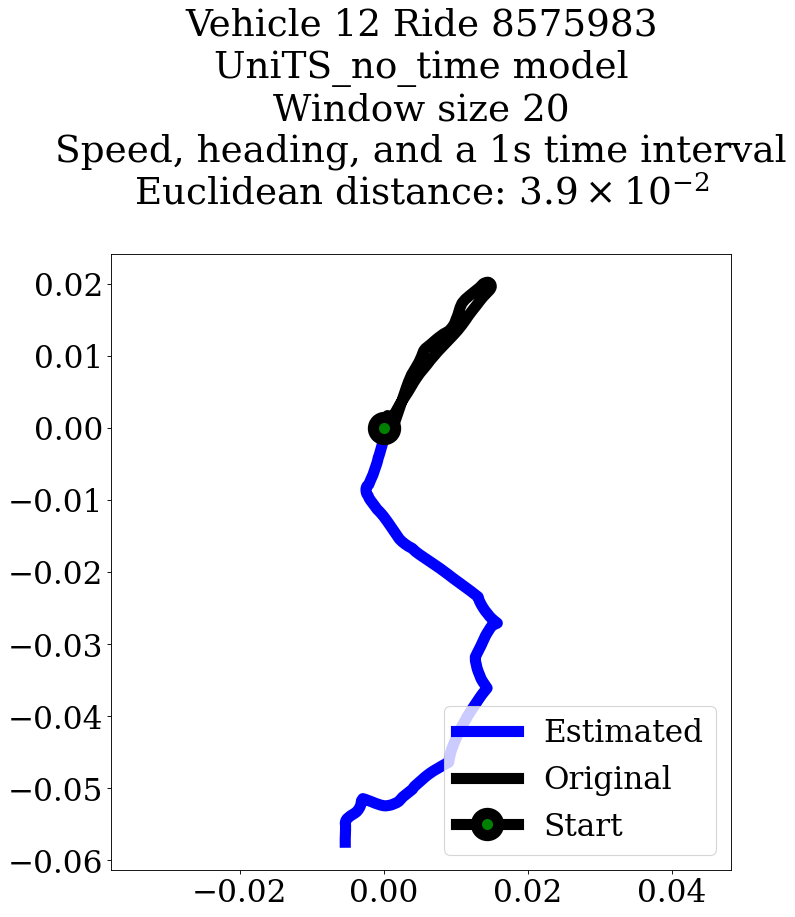 Vehicle 12 Ride 8575983
UniTS_no_time model
Window size 20
Speed, heading, and a 1s time interval
Euclidean distance: 3.9 × 10⁻²
0.02
0.01
0.00
−0.01
−0.02
−0.03
−0.04
−0.05
−0.06
Estimated
Original
Start
−0.02 0.00 0.02 0.04